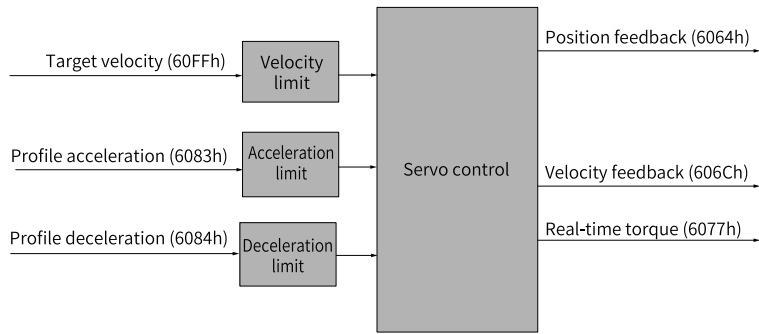 Target velocity (60FFh)
Velocity
limit
Profile acceleration (6083h)
Acceleration
limit
Profile deceleration (6084h)
Deceleration
limit
Servo control
Position feedback (6064h)
Velocity feedback (606Ch)
Real-time torque (6077h)